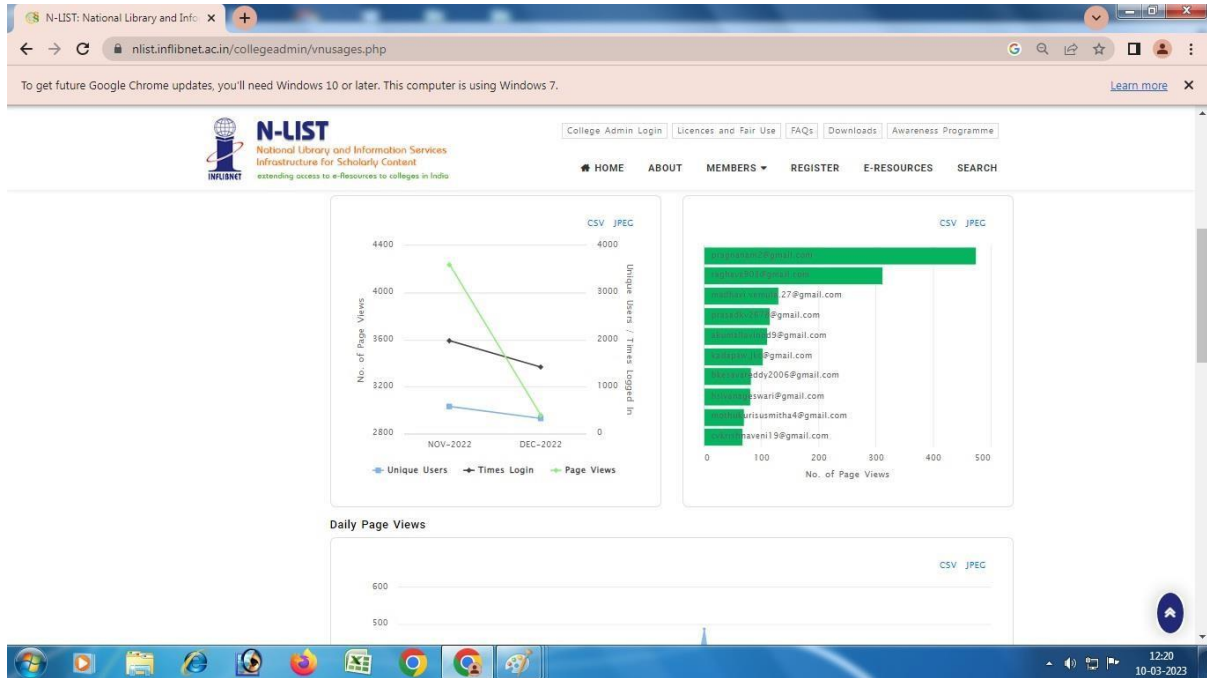 N-LIST: National Library and Info
nlist.inflibnet.ac.in/collegeadmin/vnusages.php
To get future Google Chrome updates, you'll need Windows 10 or later. This computer is using Windows 7.
Learn more
INFLIBNET
N-LIST
National Library and Information Services
Infrastructure for Scholarly Content
extending access to e-Resources to colleges in India
College Admin Login
Licences and Fair Use
FAQs
Downloads
Awareness Programme
HOME
ABOUT
MEMBERS
REGISTER
E-RESOURCES
SEARCH
CSV JPEG
4400
4000
3600
3200
2800
No. of Page Views
4000
3000
2000
1000
0
Unique Users / Times Logged In
NOV-2022
DEC-2022
Unique Users
Times Login
Page Views
CSV JPEG
27@gmail.com
@gmail.com
d9@gmail.com
@gmail.com
eddy2006@gmail.com
eswari@gmail.com
urisusmitha4@gmail.com
naveni19@gmail.com
0
100
200
300
400
500
No. of Page Views
Daily Page Views
CSV JPEG
600
500
12:20
10-03-2023